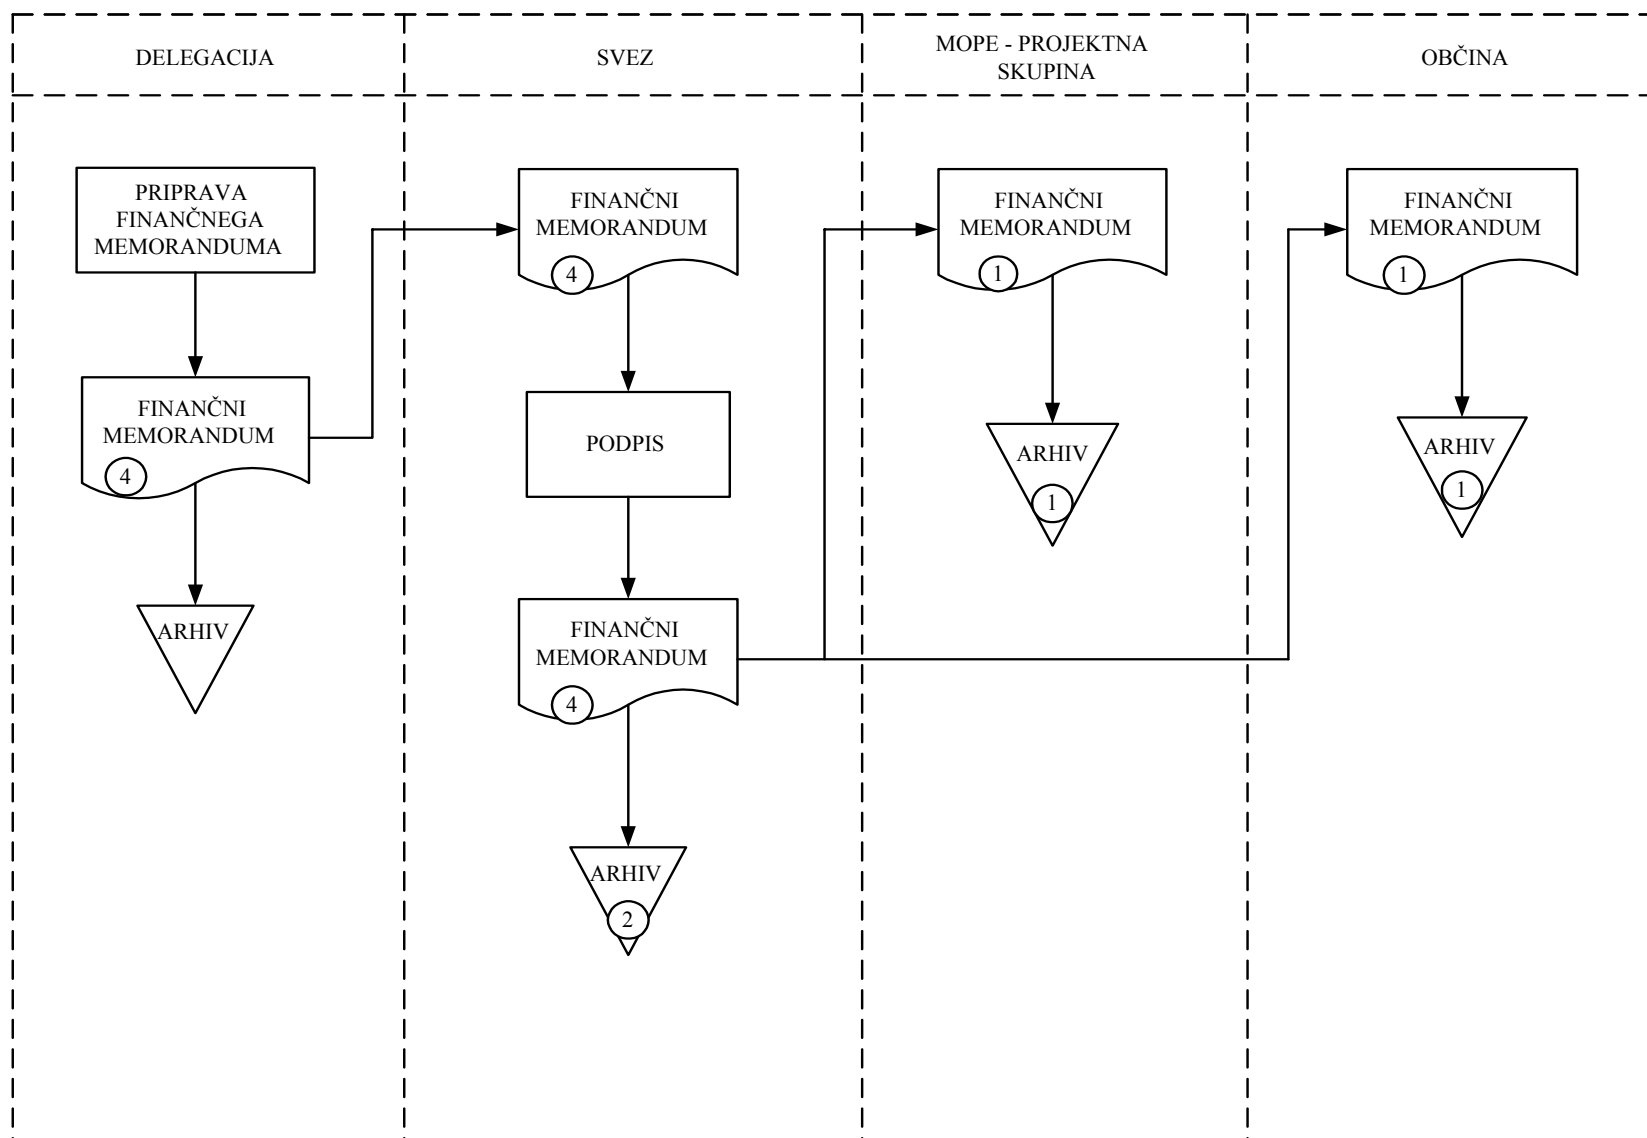 DELEGACIJA
SVEZ
MOPE - PROJEKTNA
SKUPINA
OBČINA
PRIPRAVA
FINANČNEGA
MEMORANDUMA
FINANČNI
MEMORANDUM
4
ARHIV
FINANČNI
MEMORANDUM
4
PODPIS
FINANČNI
MEMORANDUM
4
ARHIV
2
FINANČNI
MEMORANDUM
1
ARHIV
1
FINANČNI
MEMORANDUM
1
ARHIV
1